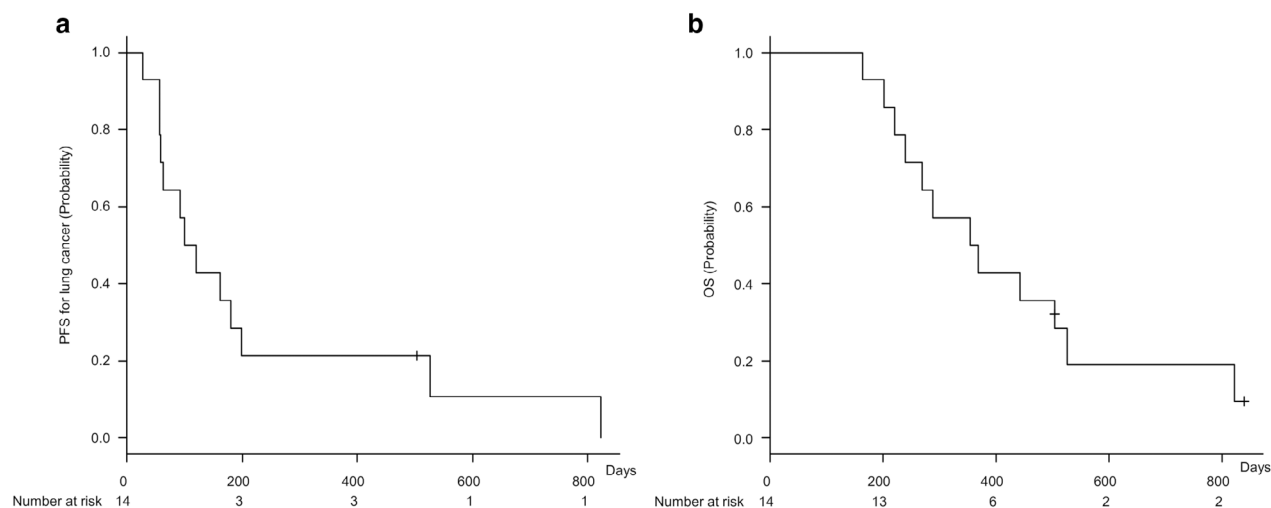 a
1.0
0.8
0.6
0.4
0.2
0.0
PFS for lung cancer (Probability)
0 200 400 600 800 Days
Number at risk 14 3 3 1 1
b
1.0
0.8
0.6
0.4
0.2
0.0
OS (Probability)
0 200 400 600 800 Days
Number at risk 14 13 6 2 2